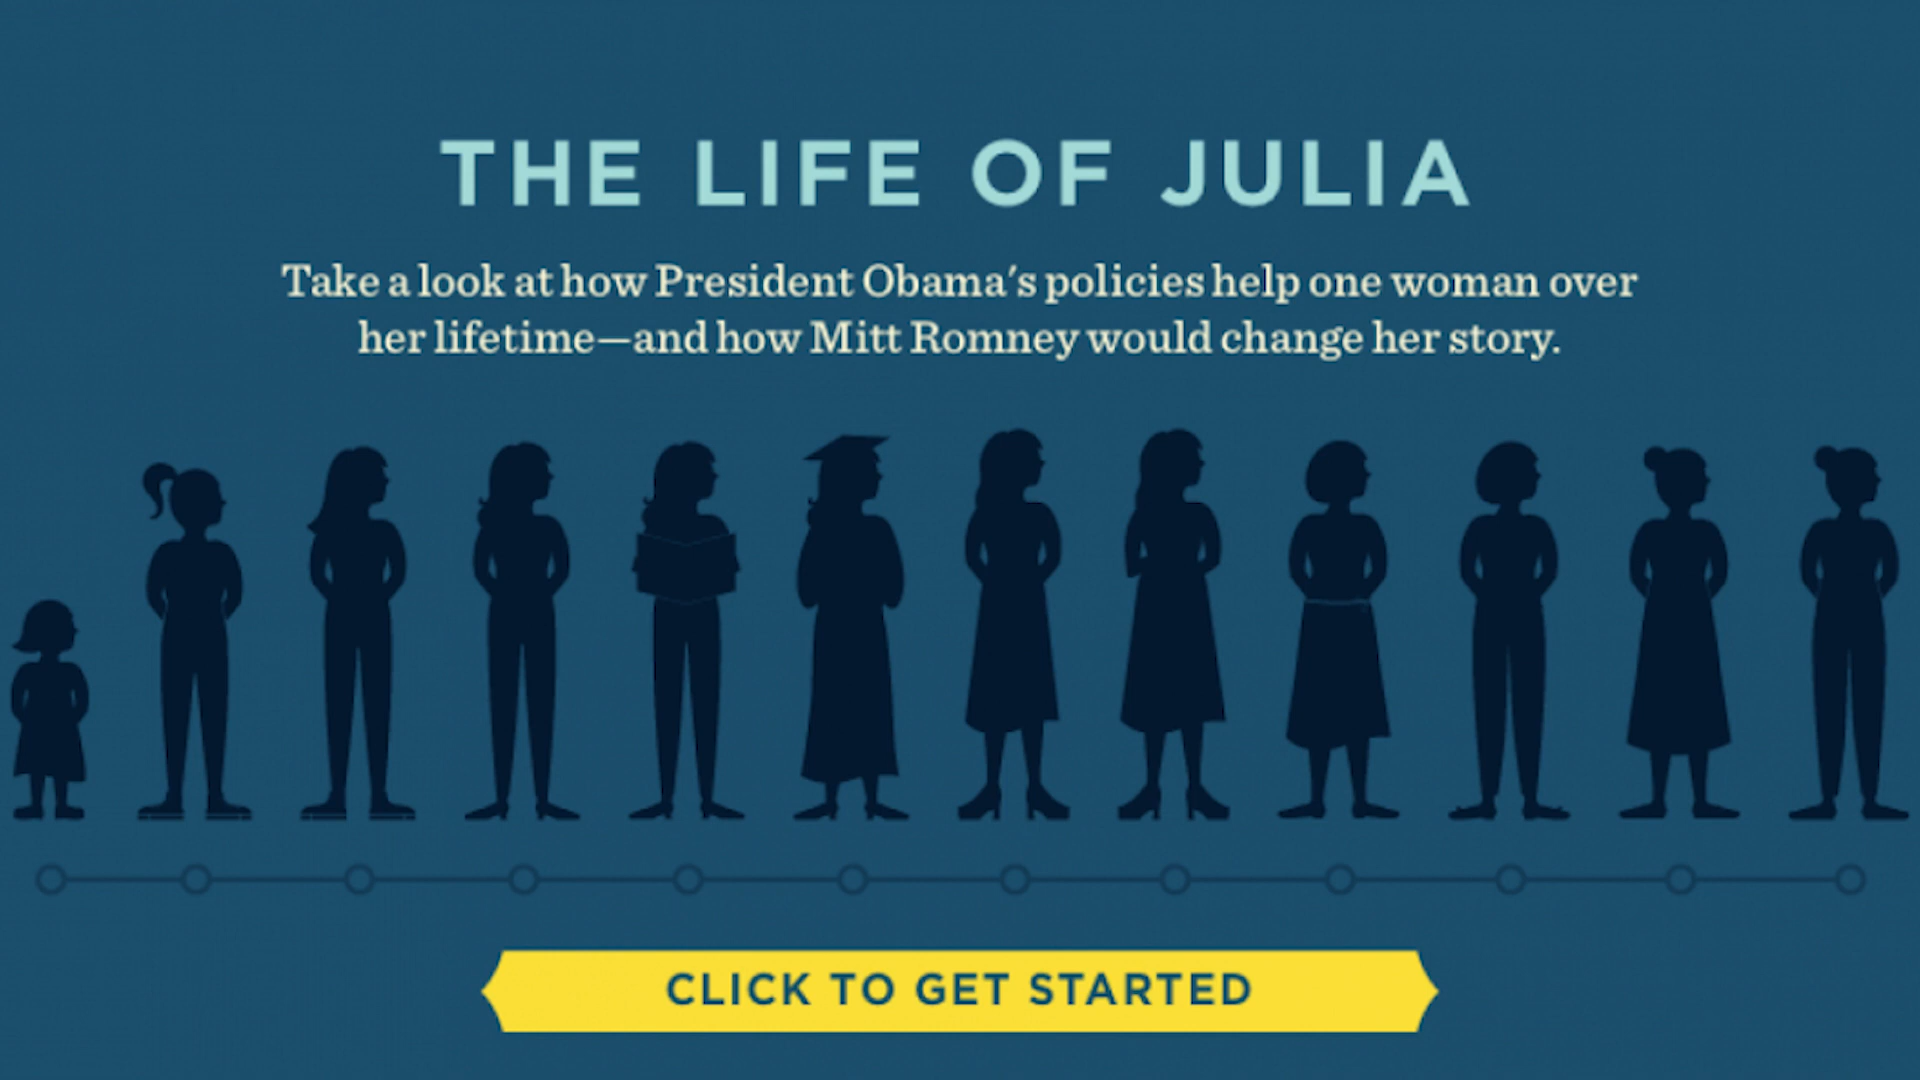 THE LIFE OF JULIA
Take a look at how President Obama's policies help one woman over
her lifetime—and how Mitt Romney would change her story.
CLICK TO GET STARTED